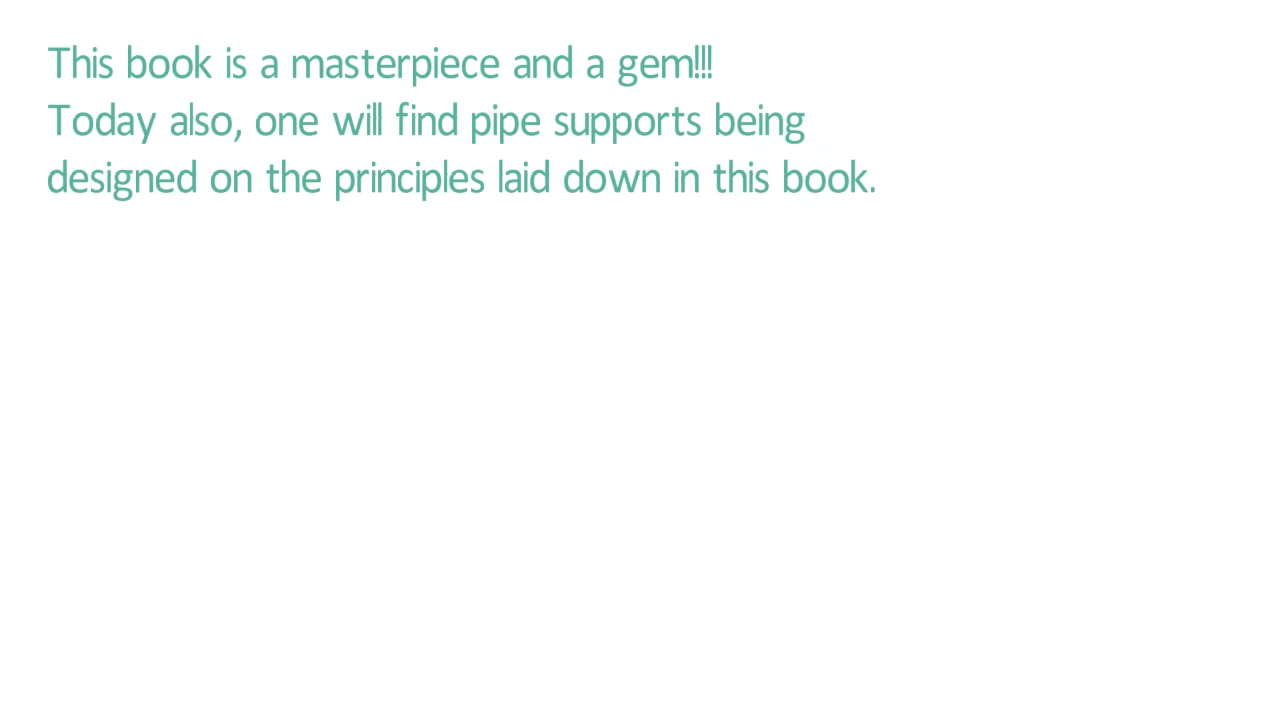 This book is a masterpiece and a gem!!!
Today also, one will find pipe supports being
designed on the principles laid down in this book.